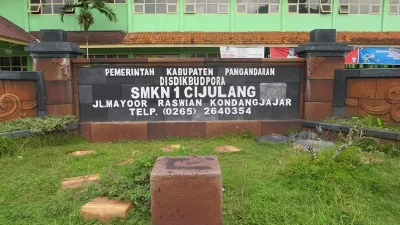 PEMERINTAH KABUPATEN PANGANDARAN
DISDIKBUDPORA
SMKN 1 CIJULANG
JL.MAYOOR RASWIAN KONDANGJAJAR
TELP. (0265) 2640354